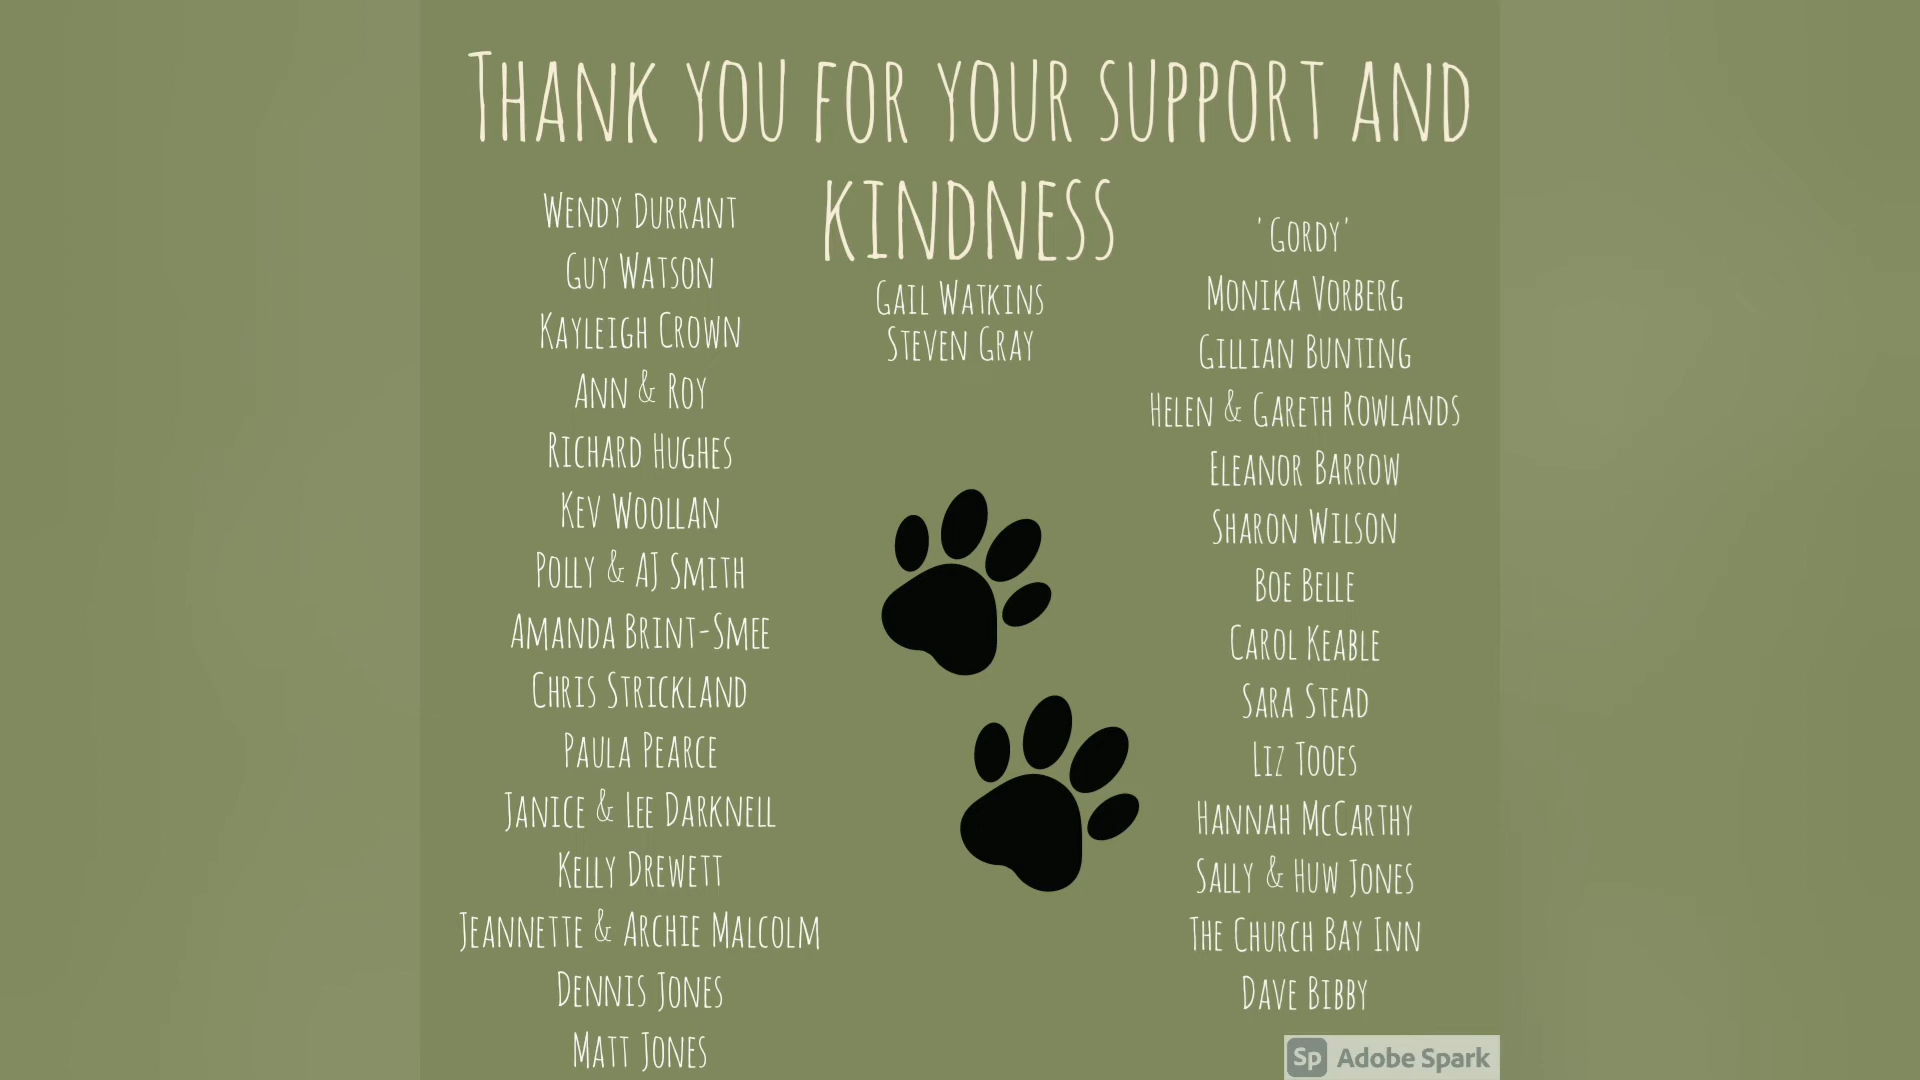 Thank you for your support and
kindness
Wendy Durrant
Guy Watson
Kayleigh Crown
Ann & Roy
Richard Hughes
Kev Woollan
Polly & AJ Smith
Amanda Brint-Smee
Chris Strickland
Paula Pearce
Janice & Lee Darknell
Kelly Drewett
Jeannette & Archie Malcolm
Dennis Jones
Matt Jones
Gail Watkins
Steven Gray
'Gordy'
Monika Vorberg
Gillian Bunting
Helen & Gareth Rowlands
Eleanor Barrow
Sharon Wilson
Boe Belle
Carol Keable
Sara Stead
Liz Tooes
Hannah McCarthy
Sally & Huw Jones
The Church Bay Inn
Dave Bibby
Sp Adobe Spark